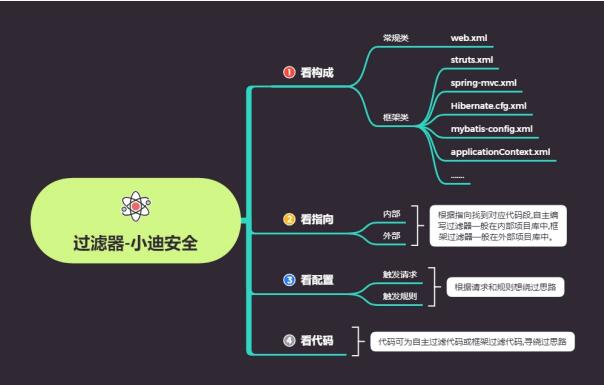 过滤器-小迪安全
1 看构成
常规类
web.xml
框架类
struts.xml
spring-mvc.xml
Hibernate.cfg.xml
mybatis-config.xml
applicationContext.xml
.......
2 看指向
内部
外部
根据指向找到对应代码段,自主编
写过滤器一般在内部项目库中,框
架过滤器一般在外部项目库中。
3 看配置
触发请求
触发规则
根据请求和规则想绕过思路
4 看代码
代码可为自主过滤代码或框架过滤代码,寻绕过思路